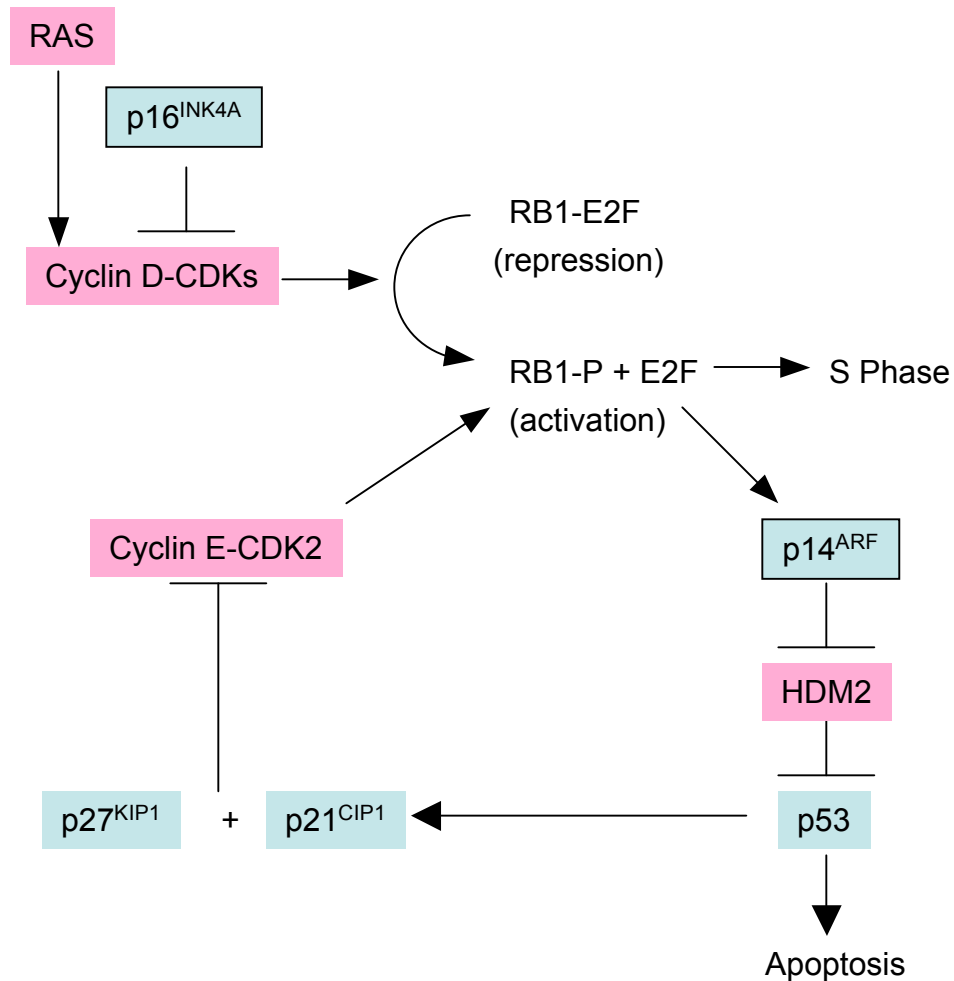 RAS
p16INK4A
RB1-E2F
(repression)
Cyclin D-CDKs
RB1-P + E2F
S Phase
(activation)
Cyclin E-CDK2
p14ARF
HDM2
p27KIP1 + p21CIP1
p53
Apoptosis